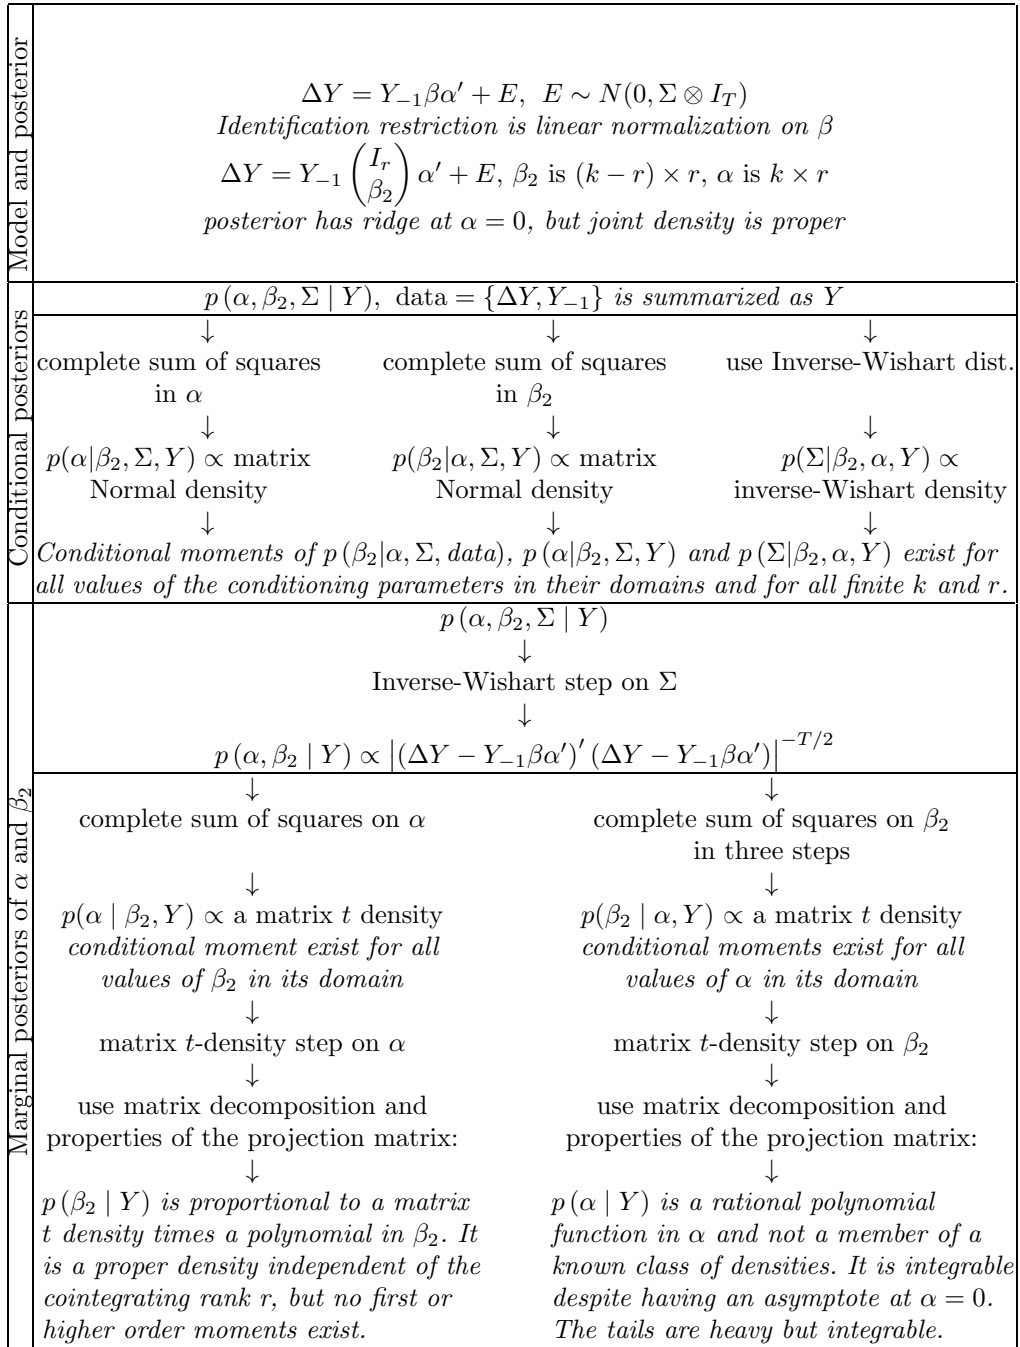 Model and posterior
ΔY = Y₋₁βα′ + E, E ∼ N(0, Σ ⊗ I_T)
Identification restriction is linear normalization on β
ΔY = Y₋₁ (I_r β₂) α′ + E, β₂ is (k − r) × r, α is k × r
posterior has ridge at α = 0, but joint density is proper
Conditional posteriors
p (α, β₂, Σ | Y), data = {ΔY, Y₋₁} is summarized as Y
↓ ↓ ↓
complete sum of squares complete sum of squares use Inverse-Wishart dist.
in α in β₂
↓ ↓ ↓
p(α|β₂, Σ, Y) ∝ matrix p(β₂|α, Σ, Y) ∝ matrix p(Σ|β₂, α, Y) ∝
Normal density Normal density inverse-Wishart density
↓ ↓ ↓
Conditional moments of p (β₂|α, Σ, data), p (α|β₂, Σ, Y) and p (Σ|β₂, α, Y) exist for
all values of the conditioning parameters in their domains and for all finite k and r.
Marginal posteriors of α and β₂
p (α, β₂, Σ | Y)
↓
Inverse-Wishart step on Σ
↓
p (α, β₂ | Y) ∝ |(ΔY − Y₋₁βα′)′ (ΔY − Y₋₁βα′)|^{−T/2}
↓
complete sum of squares on α
↓
p(α | β₂, Y) ∝ a matrix t density
conditional moment exist for all
values of β₂ in its domain
↓
matrix t-density step on α
↓
use matrix decomposition and
properties of the projection matrix:
↓
p (β₂ | Y) is proportional to a matrix
t density times a polynomial in β₂. It
is a proper density independent of the
cointegrating rank r, but no first or
higher order moments exist.
↓
complete sum of squares on β₂
in three steps
↓
p(β₂ | α, Y) ∝ a matrix t density
conditional moments exist for all
values of α in its domain
↓
matrix t-density step on β₂
↓
use matrix decomposition and
properties of the projection matrix:
↓
p (α | Y) is a rational polynomial
function in α and not a member of a
known class of densities. It is integrable
despite having an asymptote at α = 0.
The tails are heavy but integrable.